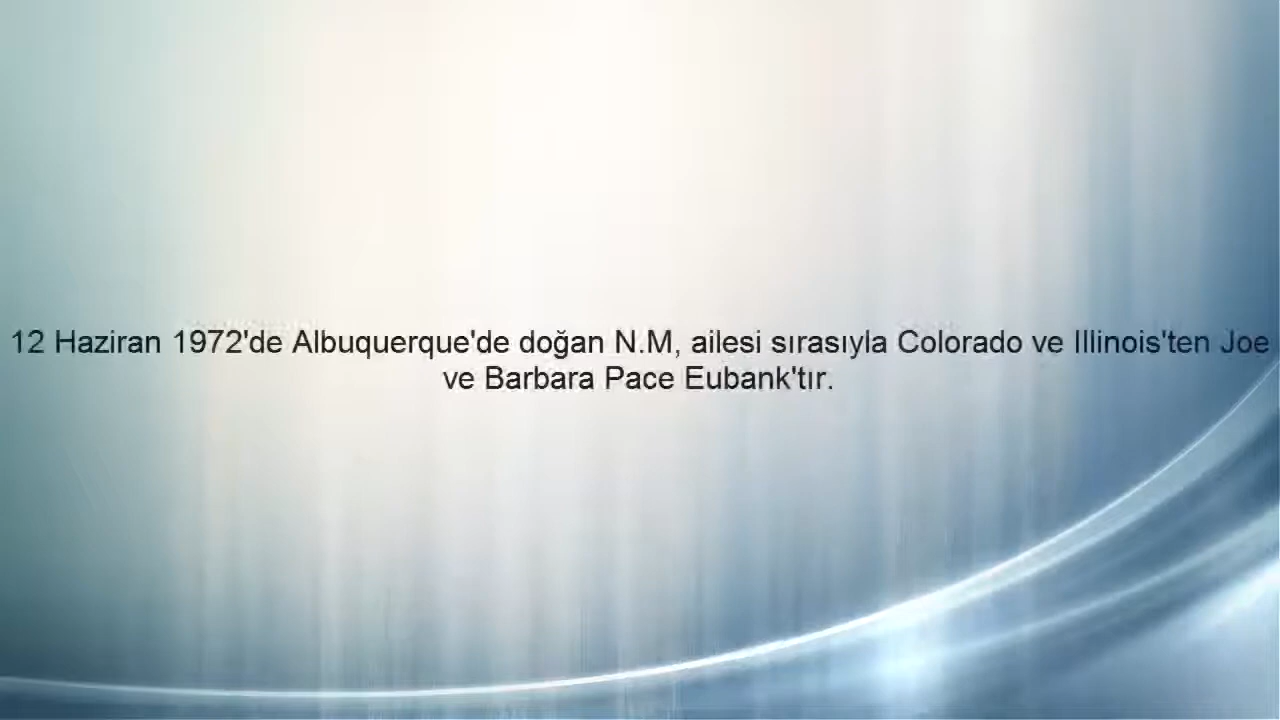 12 Haziran 1972'de Albuquerque'de doğan N.M, ailesi sırasıyla Colorado ve Illinois'ten Joe
ve Barbara Pace Eubank'tır.